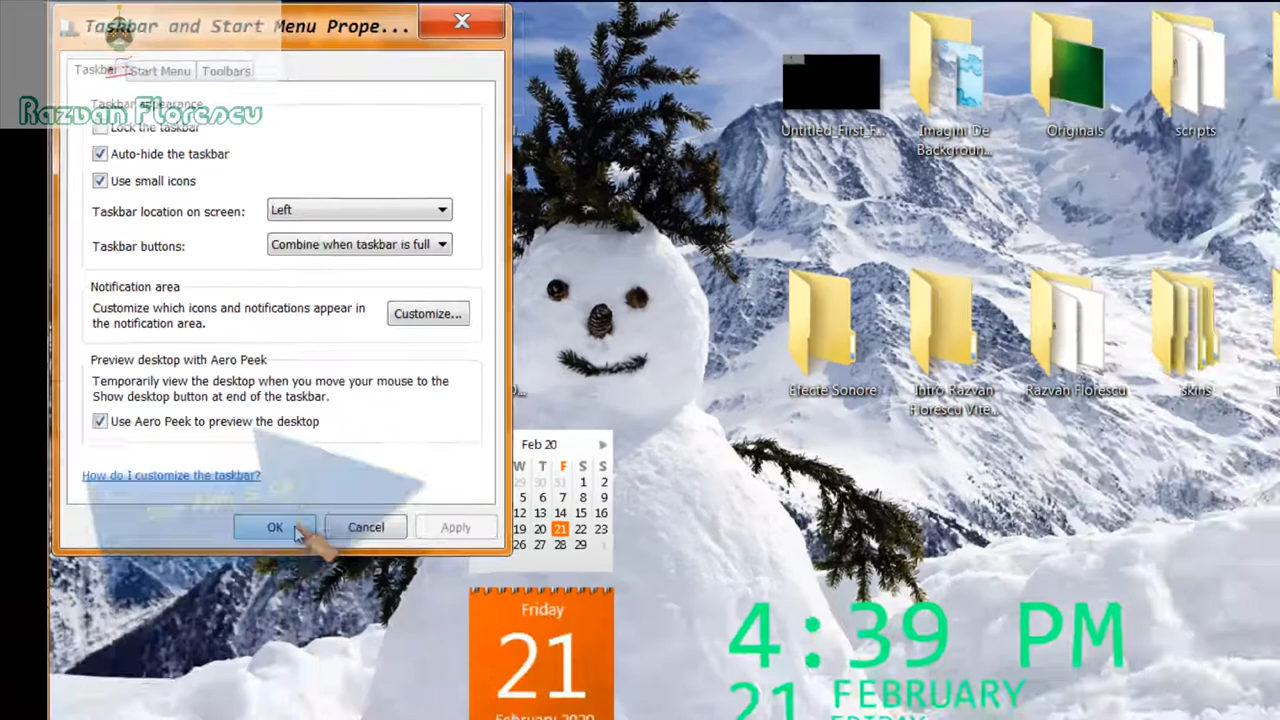 Taskbar and Start Menu Prope...
Taskbar
Start Menu
Toolbars
Taskbar appearance
Razvan Florescu
Lock the taskbar
Auto-hide the taskbar
Use small icons
Taskbar location on screen:
Left
Taskbar buttons:
Combine when taskbar is full
Notification area
Customize which icons and notifications appear in
the notification area.
Customize...
Preview desktop with Aero Peek
Temporarily view the desktop when you move your mouse to the
Show desktop button at end of the taskbar.
Use Aero Peek to preview the desktop
How do I customize the taskbar?
OK
Cancel
Apply
Untitled_First_F...
Imagini De
Backgroun...
Originals
scripts
Efecte Sonore
Intro Razvan
Florescu Vite...
Razvan Florescu
skins
Feb 20
W T F S S
29 30 31 1 2
5 6 7 8 9
12 13 14 15 16
19 20 21 22 23
26 27 28 29 1
Friday
21
February 2020
4:39 PM
21 FEBRUARY
FRIDAY